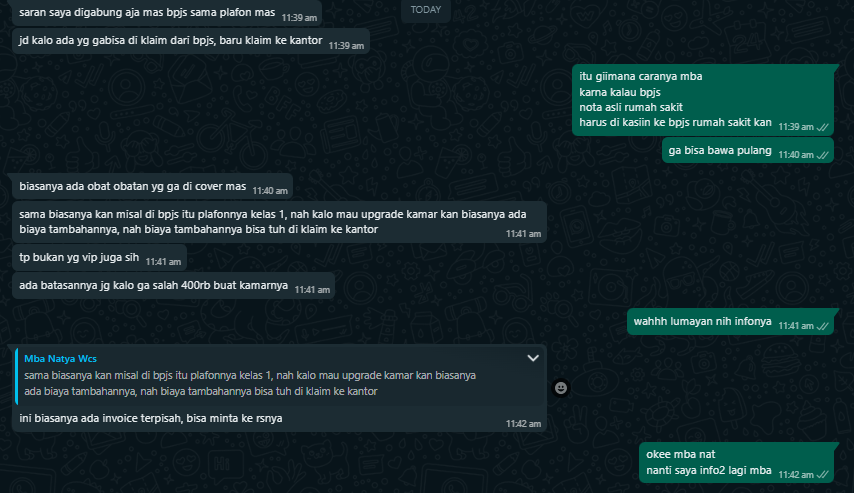 TODAY
saran saya digabung aja mas bpjs sama plafon mas 11:39 am
jd kalo ada yg gabisa di klaim dari bpjs, baru klaim ke kantor 11:39 am
itu giimana caranya mba
karna kalau bpjs
nota asli rumah sakit
harus di kasiin ke bpjs rumah sakit kan 11:39 am
ga bisa bawa pulang 11:40 am
biasanya ada obat obatan yg ga di cover mas 11:40 am
sama biasanya kan misal di bpjs itu plafonnya kelas 1, nah kalo mau upgrade kamar kan biasanya ada
biaya tambahannya, nah biaya tambahannya bisa tuh di klaim ke kantor
11:41 am
tp bukan yg vip juga sih 11:41 am
ada batasannya jg kalo ga salah 400rb buat kamarnya 11:41 am
wahhh lumayan nih infonya 11:41 am
Mba Natya Wcs
sama biasanya kan misal di bpjs itu plafonnya kelas 1, nah kalo mau upgrade kamar kan biasanya
ada biaya tambahannya, nah biaya tambahannya bisa tuh di klaim ke kantor
ini biasanya ada invoice terpisah, bisa minta ke rsnya
11:42 am
okee mba nat
nanti saya info2 lagi mba 11:42 am